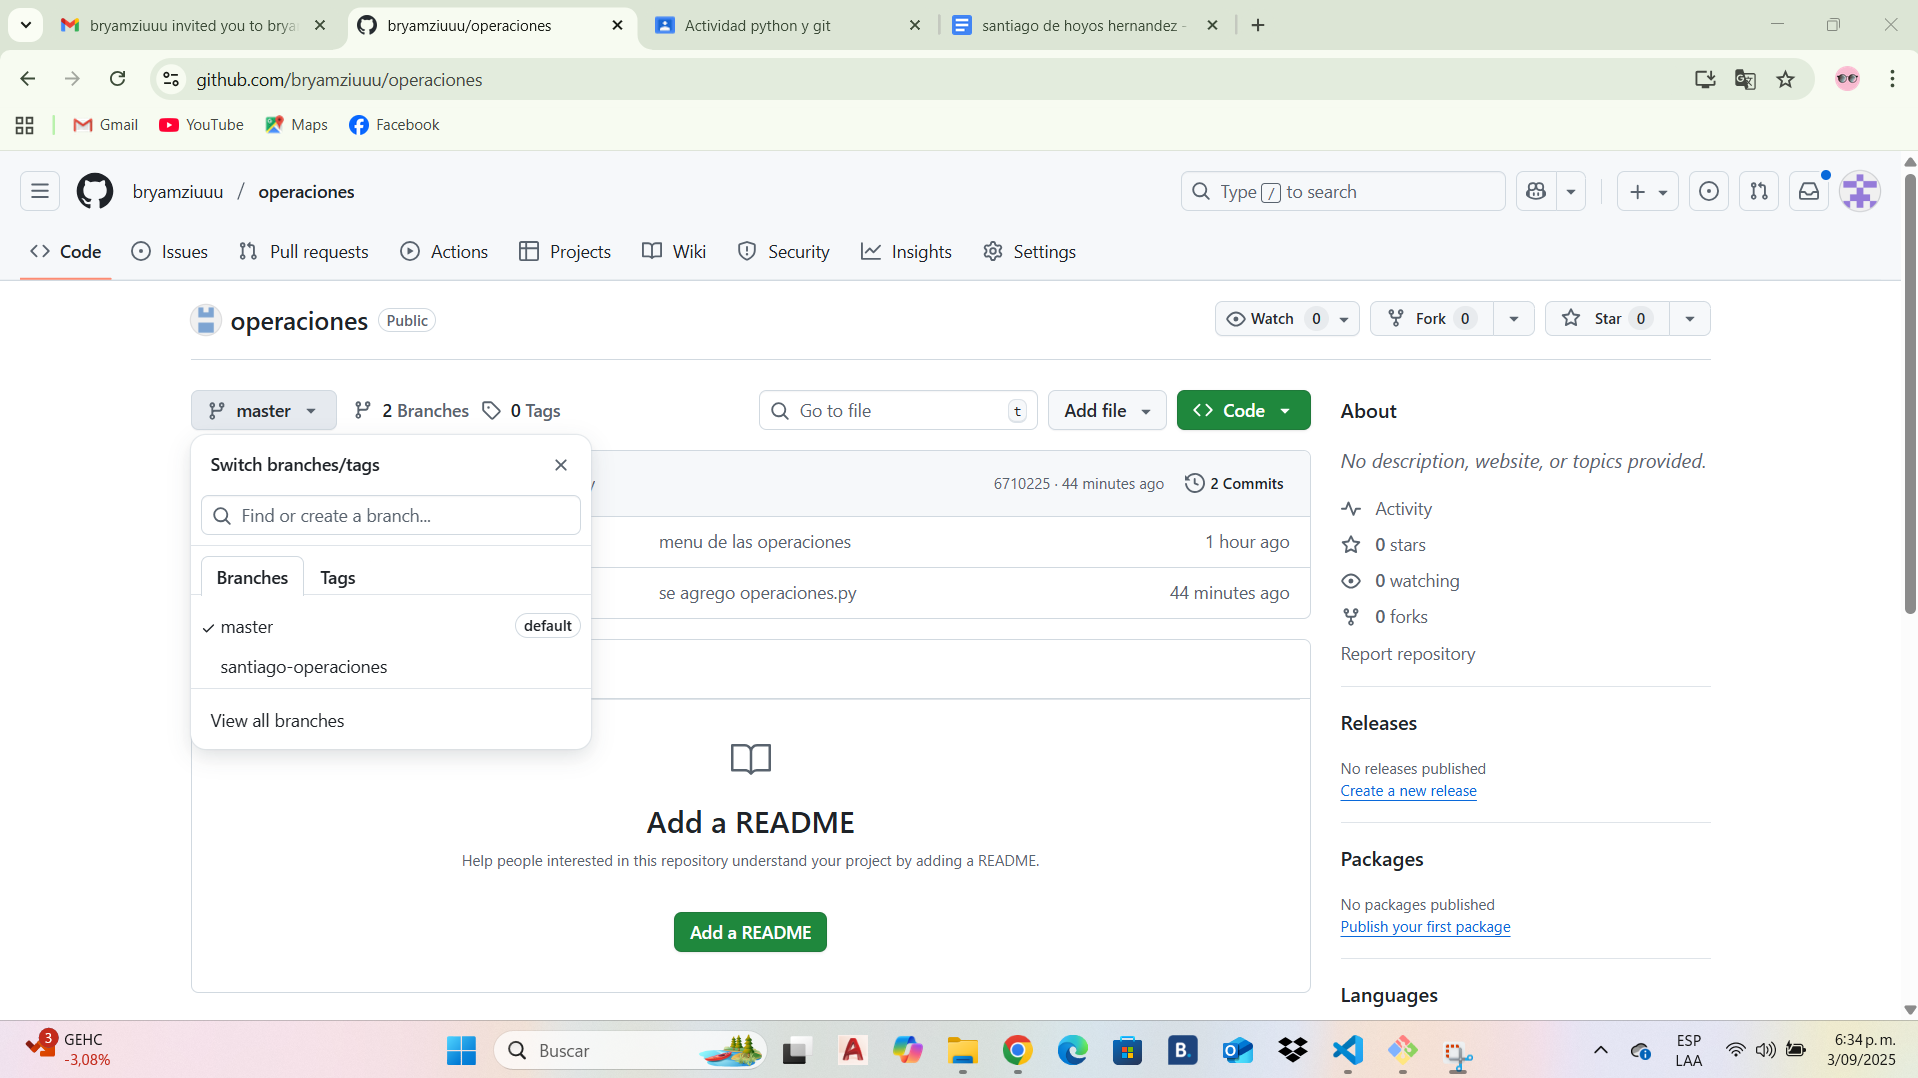 bryamziuuu invited you to brya
bryamziuuu/operaciones
Actividad python y git
santiago de hoyos hernandez -
github.com/bryamziuuu/operaciones
Gmail
YouTube
Maps
Facebook
bryamziuuu / operaciones
Type / to search
Code
Issues
Pull requests
Actions
Projects
Wiki
Security
Insights
Settings
operaciones
Public
Watch 0
Fork 0
Star 0
master
2 Branches
0 Tags
Go to file
t
Add file
Code
Switch branches/tags
Find or create a branch...
Branches
Tags
master
default
santiago-operaciones
View all branches
6710225 · 44 minutes ago
2 Commits
menu de las operaciones
1 hour ago
se agrego operaciones.py
44 minutes ago
Add a README
Help people interested in this repository understand your project by adding a README.
Add a README
About
No description, website, or topics provided.
Activity
0 stars
0 watching
0 forks
Report repository
Releases
No releases published
Create a new release
Packages
No packages published
Publish your first package
Languages
3
GEHC
-3,08%
Buscar
B.
ESP
LAA
6:34 p. m.
3/09/2025